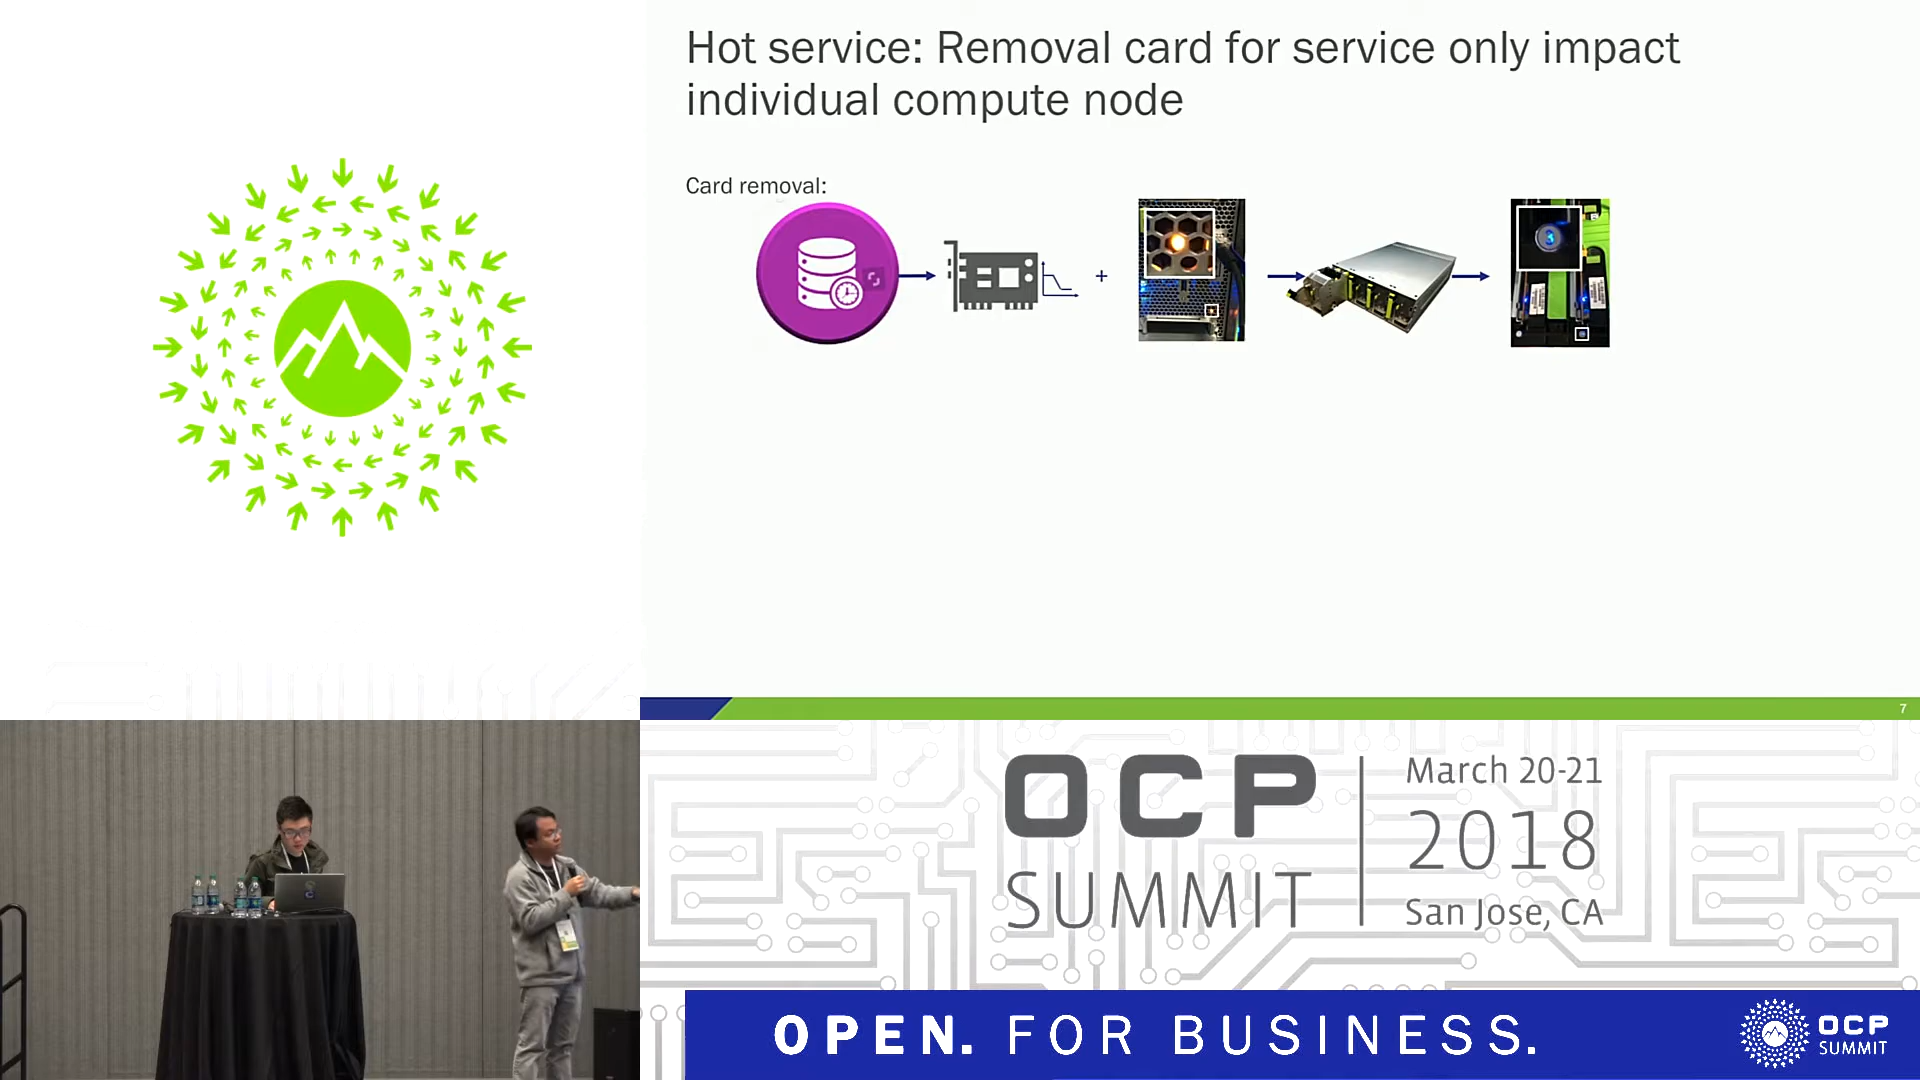 Hot service: Removal card for service only impact
individual compute node
Card removal:
+
7
OCP
SUMMIT
March 20-21
2018
San Jose, CA
OPEN. FOR BUSINESS.
OCP
SUMMIT